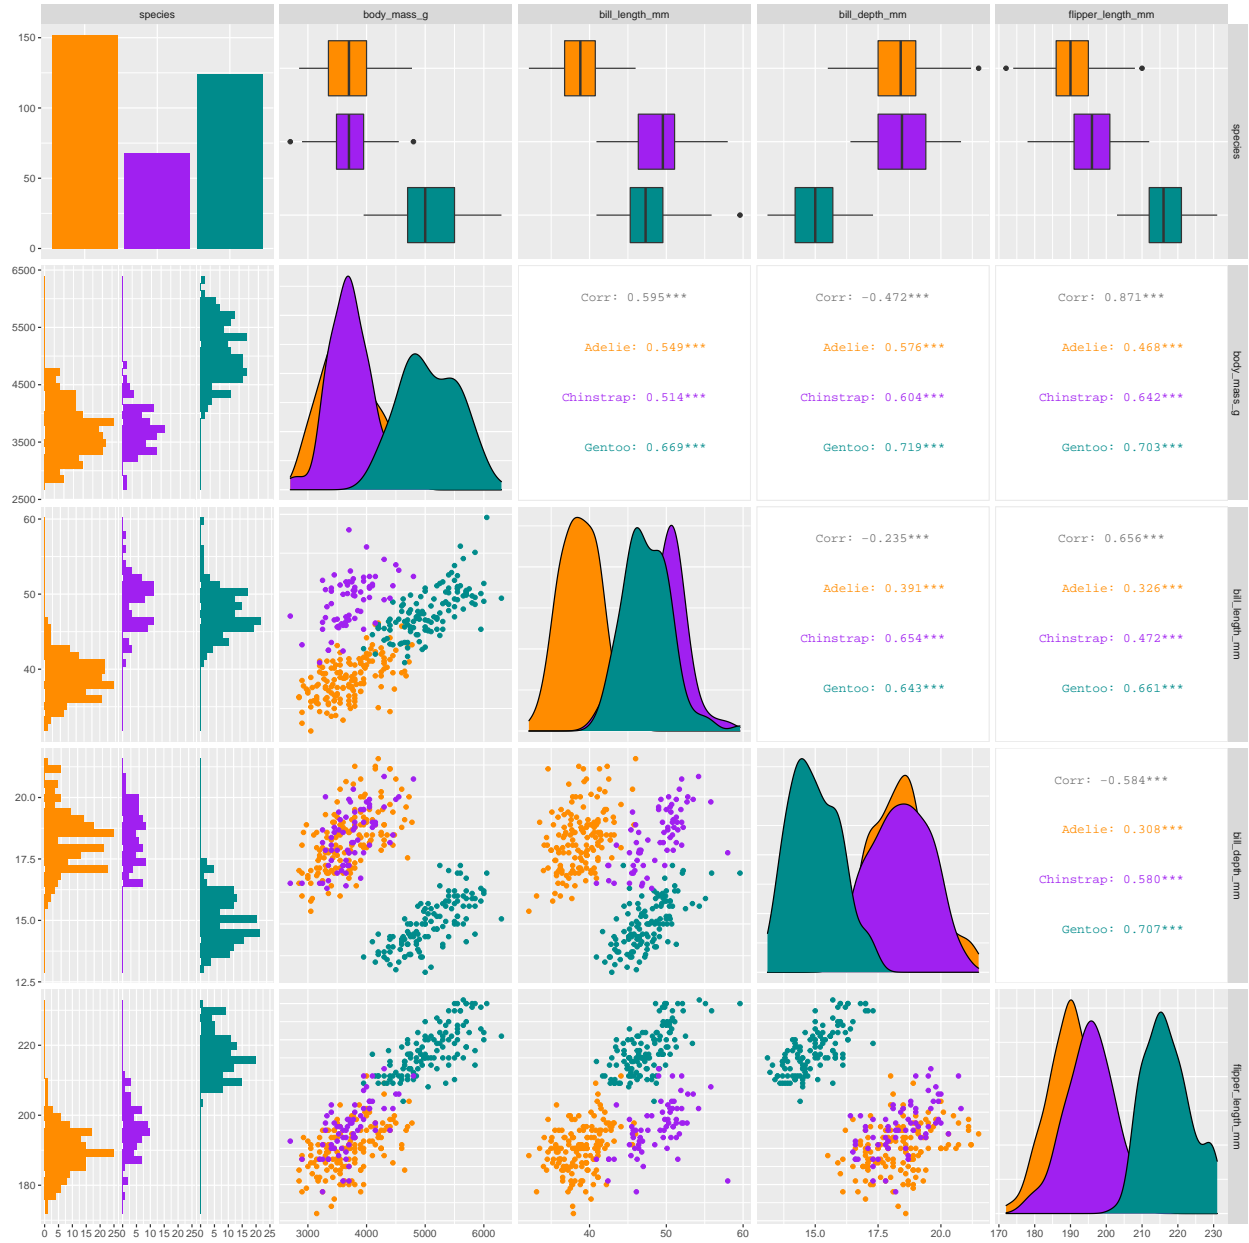 species
body_mass_g
bill_length_mm
bill_depth_mm
flipper_length_mm
150
100
50
0
species
6500
5500
4500
3500
2500
Corr: 0.595***
Adelie: 0.549***
Chinstrap: 0.514***
Gentoo: 0.669***
Corr: -0.472***
Adelie: 0.576***
Chinstrap: 0.604***
Gentoo: 0.719***
Corr: 0.871***
Adelie: 0.468***
Chinstrap: 0.642***
Gentoo: 0.703***
body_mass_g
60
50
40
Corr: -0.235***
Adelie: 0.391***
Chinstrap: 0.654***
Gentoo: 0.643***
Corr: 0.656***
Adelie: 0.326***
Chinstrap: 0.472***
Gentoo: 0.661***
bill_length_mm
20.0
17.5
15.0
12.5
Corr: -0.584***
Adelie: 0.308***
Chinstrap: 0.580***
Gentoo: 0.707***
bill_depth_mm
220
200
180
flipper_length_mm
0 5 10 15 20 25 0 5 10 15 20 25 0 5 10 15 20 25
3000 4000 5000 6000
40 50 60
15.0 17.5 20.0
170 180 190 200 210 220 230